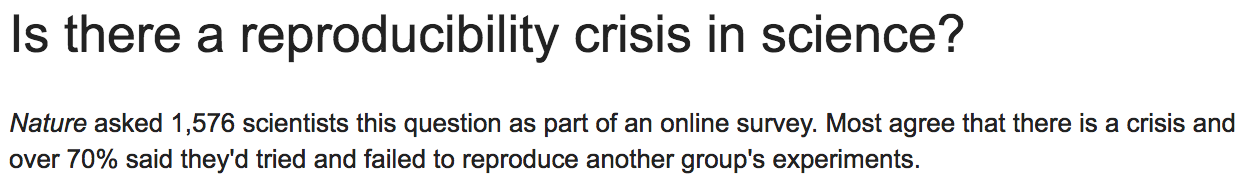 Is there a reproducibility crisis in science?
Nature asked 1,576 scientists this question as part of an online survey. Most agree that there is a crisis and
over 70% said they'd tried and failed to reproduce another group's experiments.